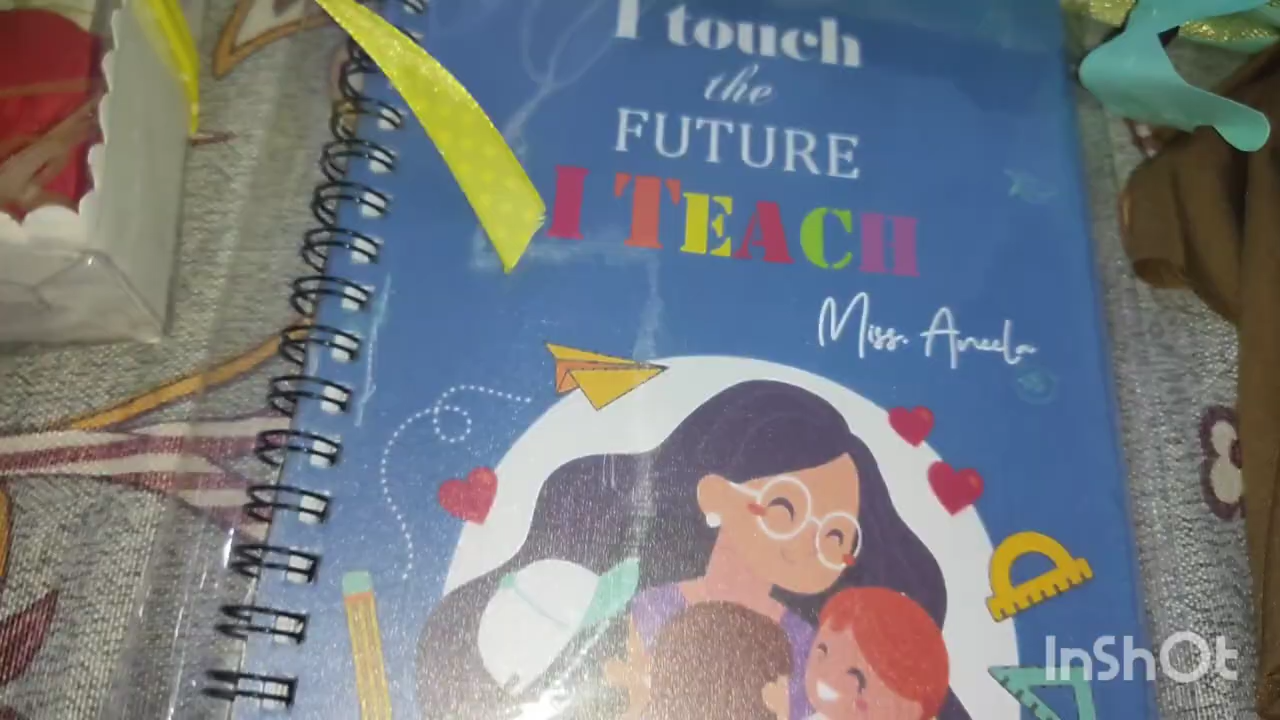 I touch
the
FUTURE
I TEACH
Miss. Aneela
InShOt